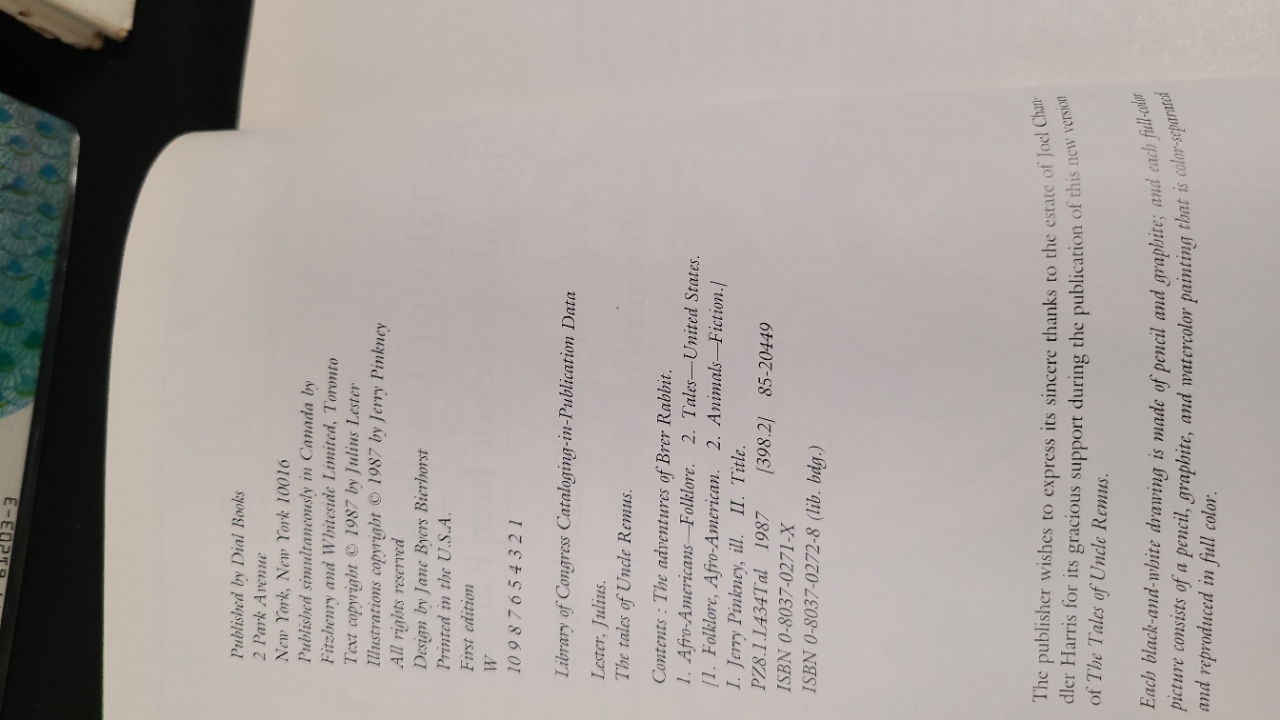 Published by Dial Books
2 Park Avenue
New York, New York 10016
Published simultaneously in Canada by
Fitzhenry and Whiteside Limited, Toronto
Text copyright © 1987 by Julius Lester
Illustrations copyright © 1987 by Jerry Pinkney
All rights reserved
Design by Jane Byers Bierhorst
Printed in the U.S.A.
First edition
W
10 9 8 7 6 5 4 3 2 1
Library of Congress Cataloging-in-Publication Data
Lester, Julius.
The tales of Uncle Remus.
Contents : The adventures of Brer Rabbit.
1. Afro-Americans—Folklore. 2. Tales—United States.
[1. Folklore, Afro-American. 2. Animals—Fiction.]
I. Jerry Pinkney, ill. II. Title.
PZ8.1.L434Tal 1987 [398.2] 85-20449
ISBN 0-8037-0271-X
ISBN 0-8037-0272-8 (lib. bdg.)
The publisher wishes to express its sincere thanks to the estate of Joel Chan-
dler Harris for its gracious support during the publication of this new version
of The Tales of Uncle Remus.
Each black-and-white drawing is made of pencil and graphite; and each full-color
picture consists of a pencil, graphite, and watercolor painting that is color-separated
and reproduced in full color.